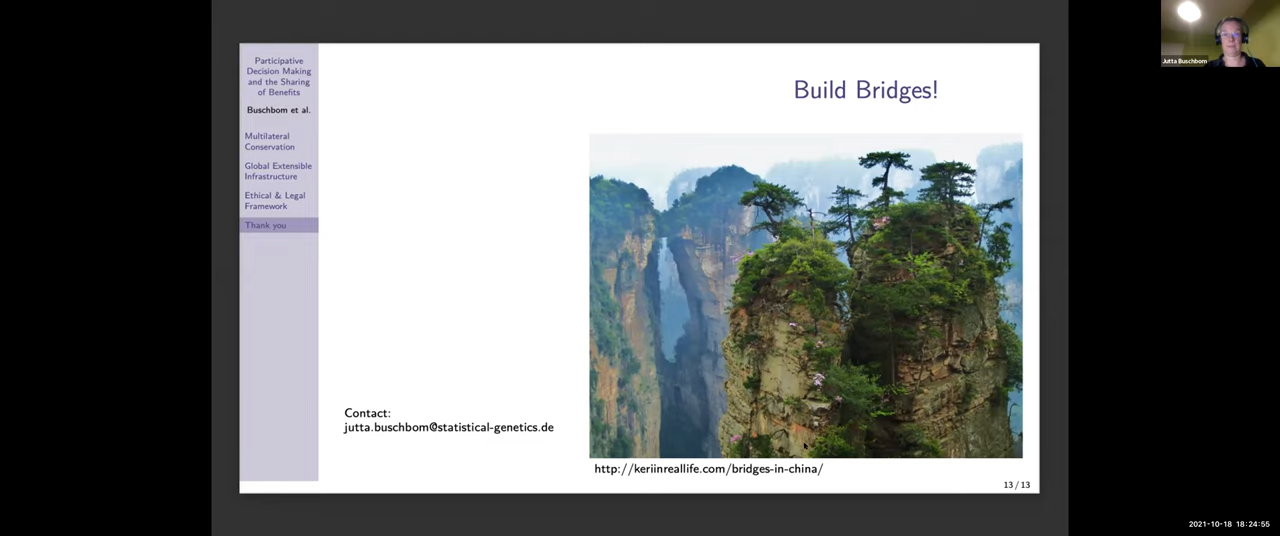 Participative
Decision Making
and the Sharing
of Benefits
Buschbom et al.
Multilateral
Conservation
Global Extensible
Infrastructure
Ethical & Legal
Framework
Thank you
Build Bridges!
Contact:
jutta.buschbom@statistical-genetics.de
http://keriinreallife.com/bridges-in-china/
13 / 13
Jutta Buschbom
2021-10-18 18:24:55